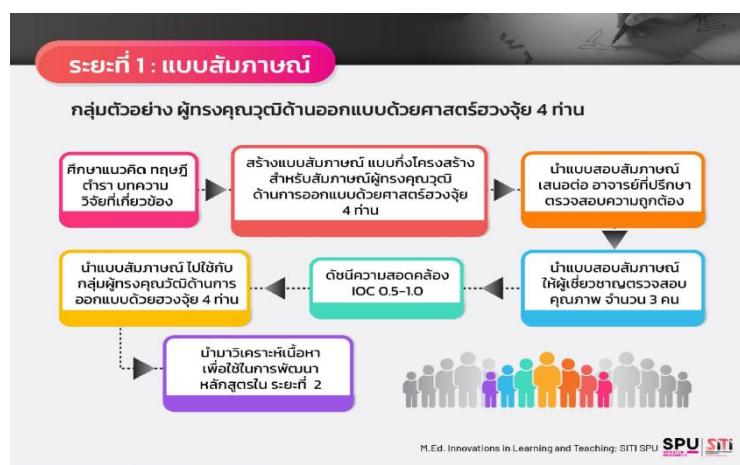 ระยะที่ 1 : แบบสัมภาษณ์
กลุ่มตัวอย่าง ผู้ทรงคุณวุฒิด้านออกแบบด้วยศาสตร์ฮวงจุ้ย 4 ท่าน
ศึกษาแนวคิด ทฤษฎี
ตำรา บทความ
วิจัยที่เกี่ยวข้อง
สร้างแบบสัมภาษณ์ แบบกึ่งโครงสร้าง
สำหรับสัมภาษณ์ผู้ทรงคุณวุฒิ
ด้านการออกแบบด้วยศาสตร์ฮวงจุ้ย
4 ท่าน
นำแบบสอบสัมภาษณ์
เสนอต่อ อาจารย์ที่ปรึกษา
ตรวจสอบความถูกต้อง
นำแบบสอบสัมภาษณ์
ให้ผู้เชี่ยวชาญตรวจสอบ
คุณภาพ จำนวน 3 คน
ดัชนีความสอดคล้อง
IOC 0.5-1.0
นำแบบสัมภาษณ์ ไปใช้กับ
กลุ่มผู้ทรงคุณวัฒิด้านการ
ออกแบบด้วยฮวงจุ้ย 4 ท่าน
นำมาวิเคราะห์เนื้อหา
เพื่อใช้ในการพัฒนา
หลักสูตรใน ระยะที่ 2
M.Ed. Innovations in Learning and Teaching: SITI SPU
SPU
SITi